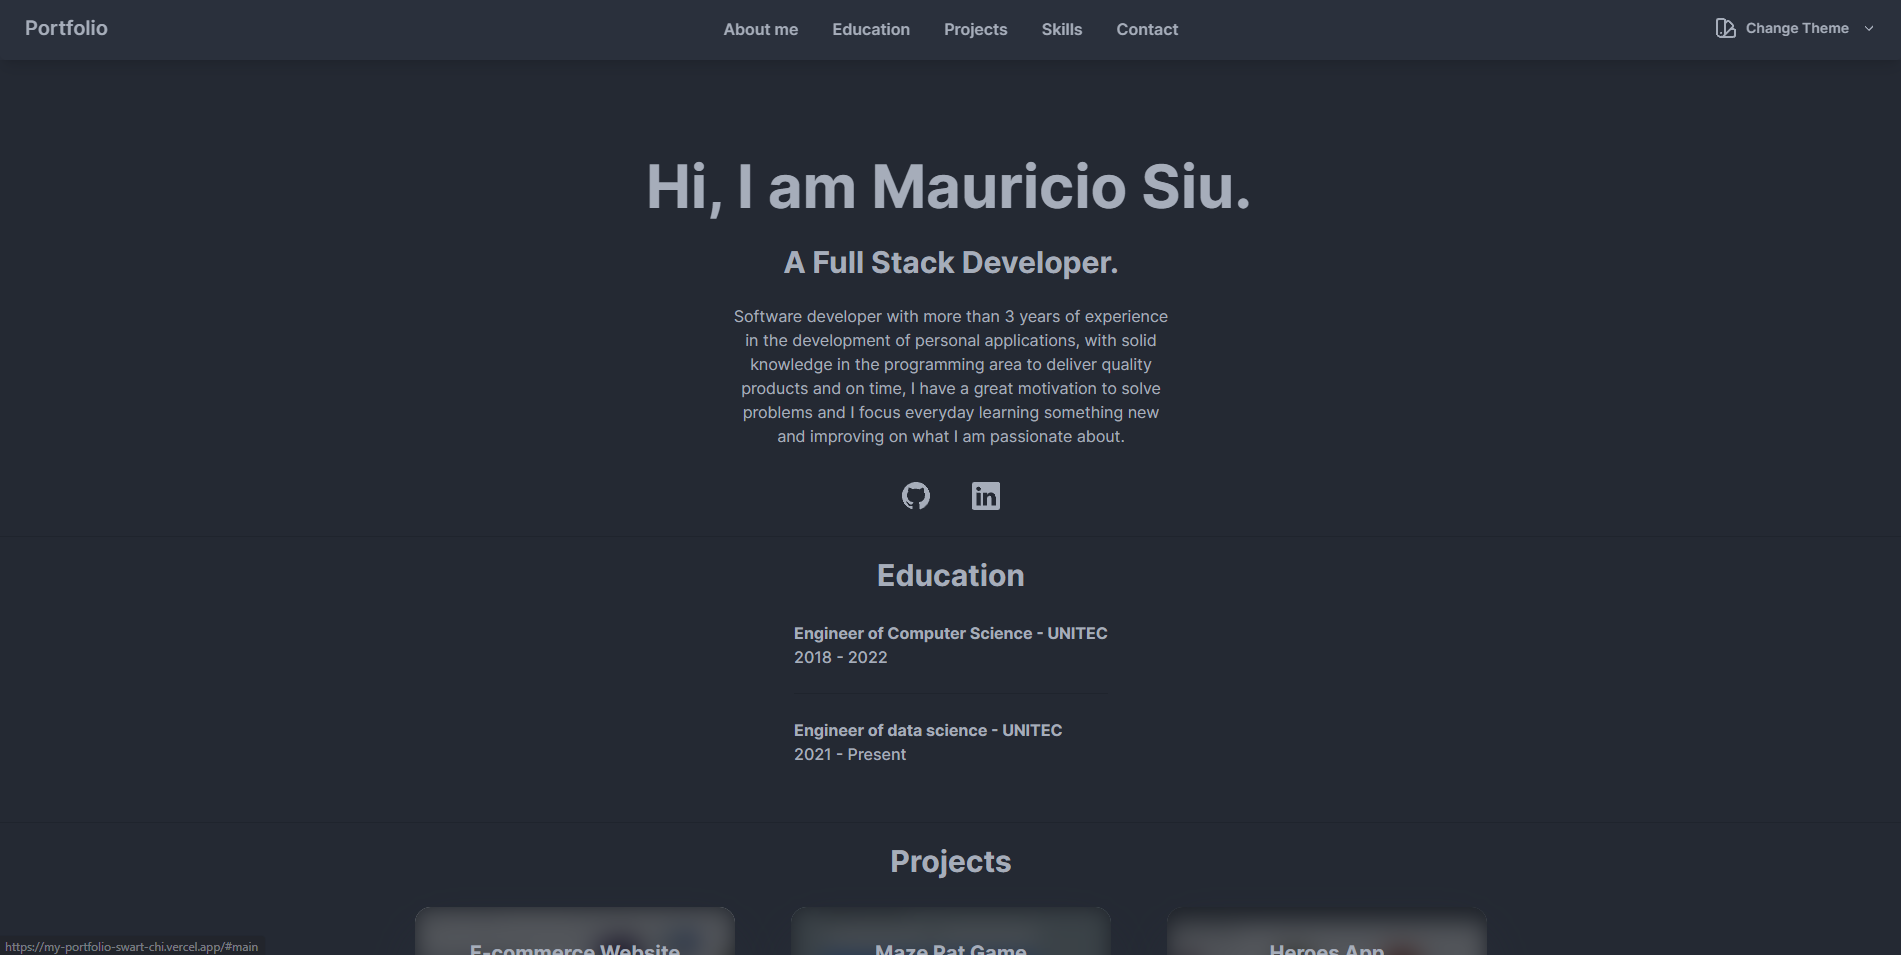 Portfolio
About me
Education
Projects
Skills
Contact
Change Theme
Hi, I am Mauricio Siu.
A Full Stack Developer.
Software developer with more than 3 years of experience
in the development of personal applications, with solid
knowledge in the programming area to deliver quality
products and on time, I have a great motivation to solve
problems and I focus everyday learning something new
and improving on what I am passionate about.
in
Education
Engineer of Computer Science - UNITEC
2018 - 2022
Engineer of data science - UNITEC
2021 - Present
Projects
E-commerce Website
Maze Rat Game
Heroes App
https://my-portfolio-swart-chi.vercel.app/#main